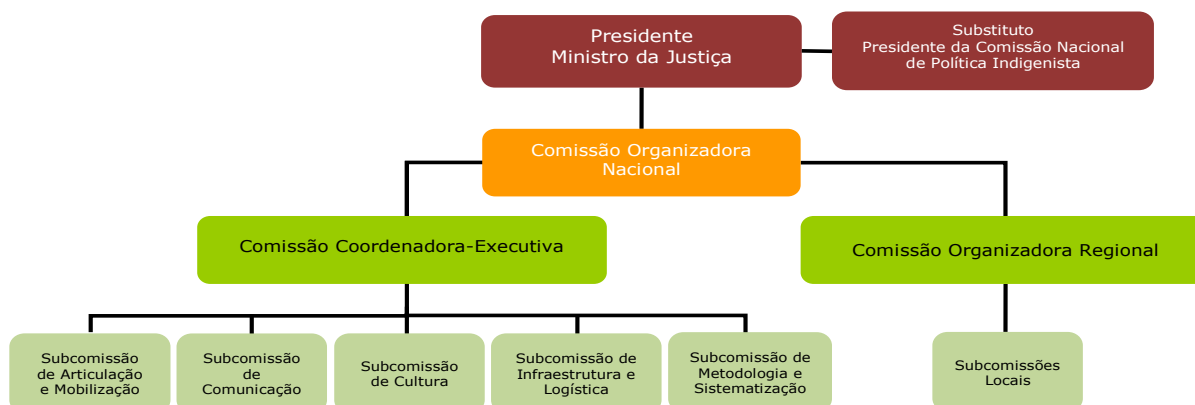 Presidente
Ministro da Justiça
Substituto
Presidente da Comissão Nacional
de Política Indigenista
Comissão Organizadora
Nacional
Comissão Coordenadora-Executiva
Comissão Organizadora Regional
Subcomissão
de Articulação
e Mobilização
Subcomissão
de
Comunicação
Subcomissão
de Cultura
Subcomissão de
Infraestrutura e
Logística
Subcomissão de
Metodologia e
Sistematização
Subcomissões
Locais